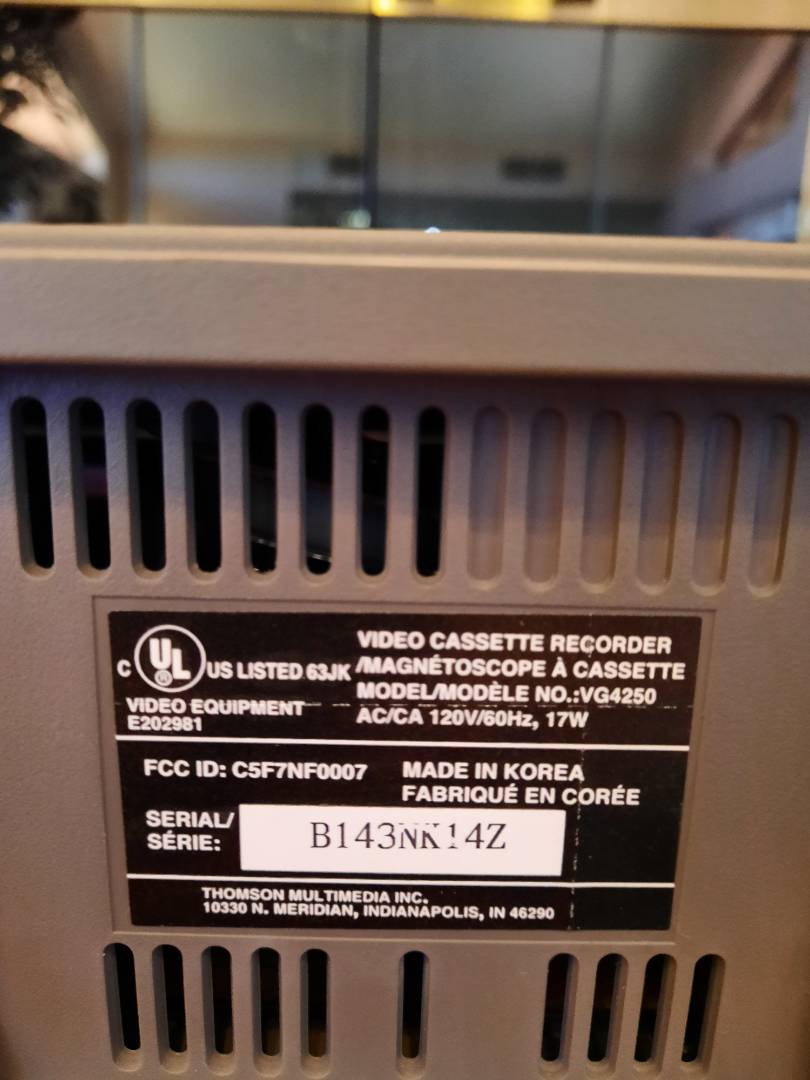 VIDEO CASSETTE RECORDER
/MAGNÉTOSCOPE À CASSETTE
MODEL/MODÈLE NO.:VG4250
AC/CA 120V/60Hz, 17W
C UL ® US LISTED 63JK
VIDEO EQUIPMENT
E202981
FCC ID: C5F7NF0007
MADE IN KOREA
FABRIQUÉ EN CORÉE
SERIAL/
SÉRIE:
B143NK14Z
THOMSON MULTIMEDIA INC.
10330 N. MERIDIAN, INDIANAPOLIS, IN 46290